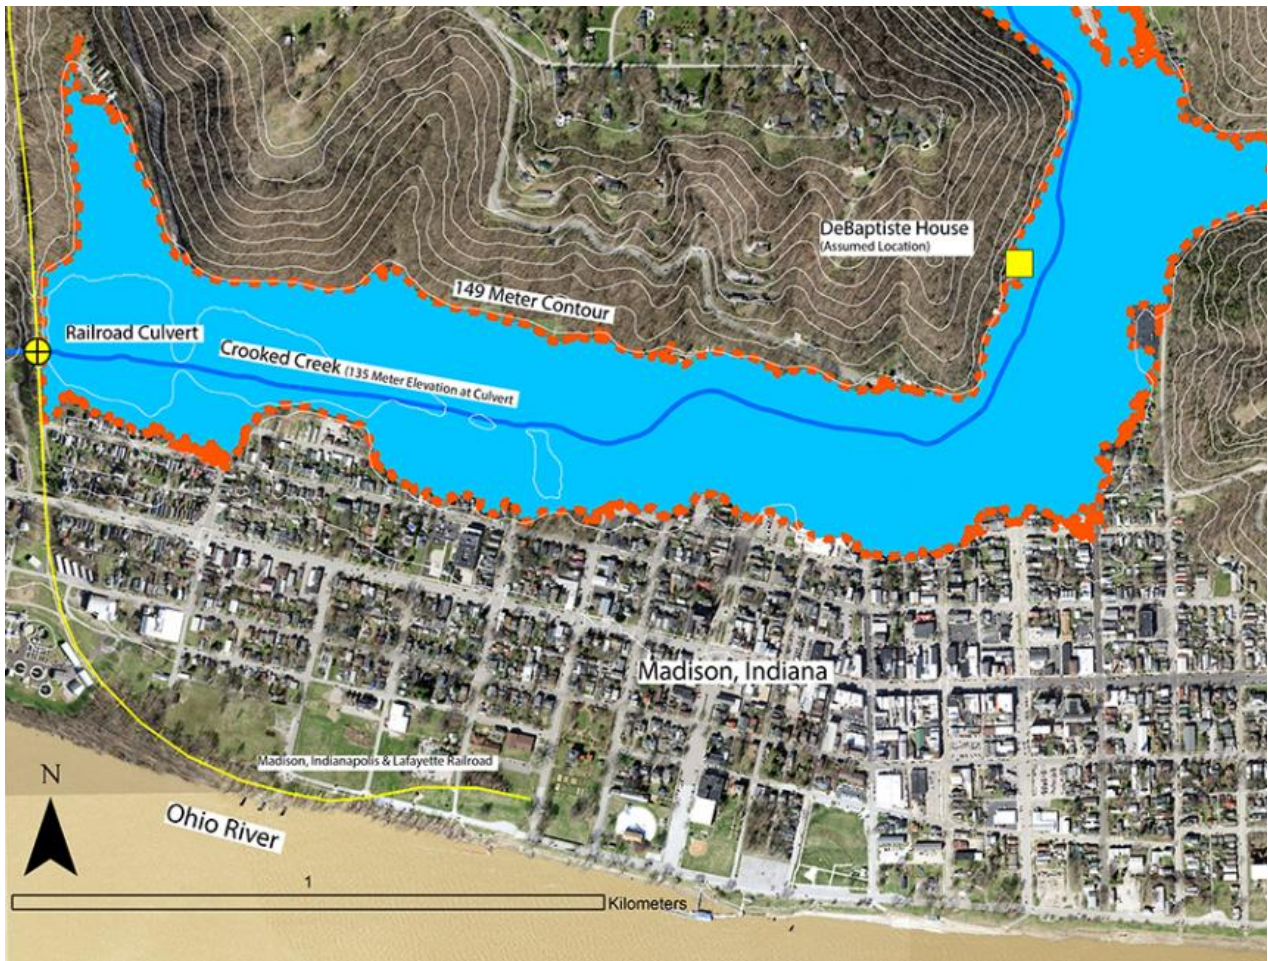 DeBaptiste House
(Assumed Location)
149 Meter Contour
Railroad Culvert
Crooked Creek (135 Meter Elevation at Culvert
Madison, Indiana
Madison, Indianapolis & Lafayette Railroad
N
Ohio River
1
Kilometers